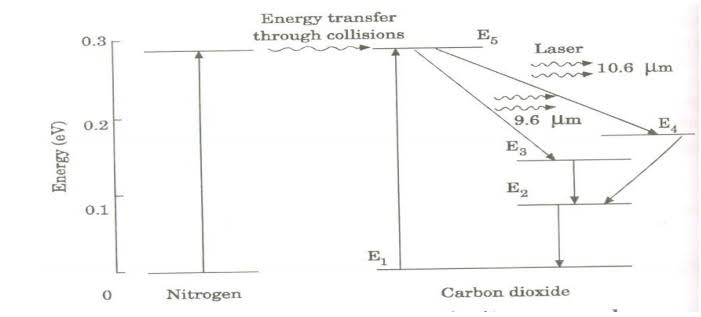 Energy transfer
through collisions
E5
0.3
Laser
10.6 µm
9.6 µm
0.2
E4
Energy (eV)
E3
E2
0.1
E1
0
Nitrogen
Carbon dioxide